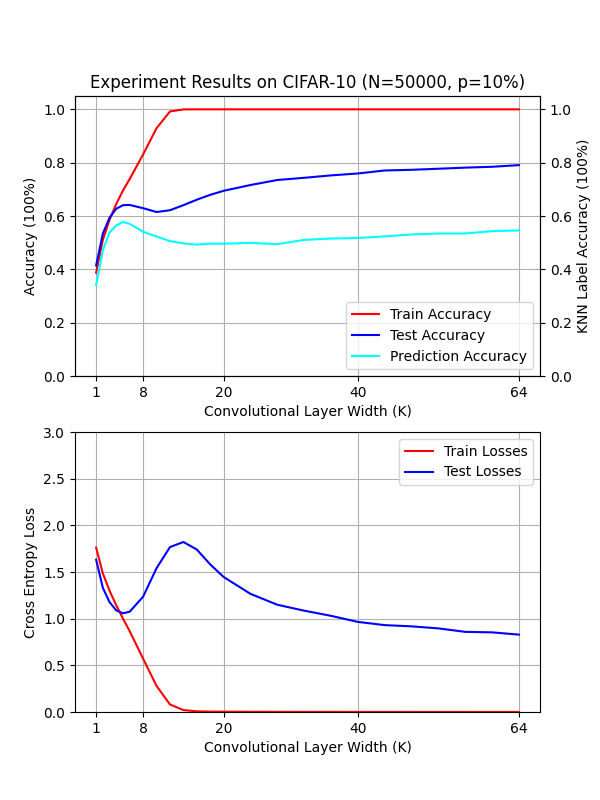 Experiment Results on CIFAR-10 (N=50000, p=10%)
1.0
0.8
0.6
0.4
0.2
0.0
Accuracy (100%)
1.0
0.8
0.6
0.4
0.2
0.0
KNN Label Accuracy (100%)
Train Accuracy
Test Accuracy
Prediction Accuracy
1 8 20 40 64
Convolutional Layer Width (K)
3.0
2.5
2.0
1.5
1.0
0.5
0.0
Cross Entropy Loss
Train Losses
Test Losses
1 8 20 40 64
Convolutional Layer Width (K)